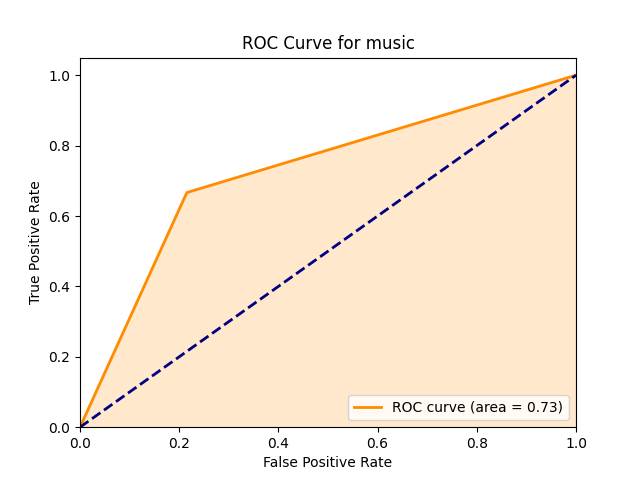 ROC Curve for music
True Positive Rate
1.0
0.8
0.6
0.4
0.2
0.0
0.0 0.2 0.4 0.6 0.8 1.0
False Positive Rate
ROC curve (area = 0.73)